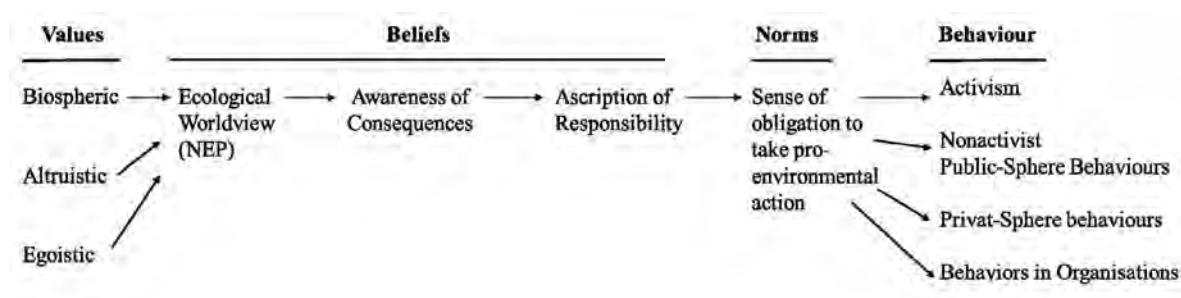 Values
Beliefs
Norms
Behaviour
Biospheric
Altruistic
Egoistic
Ecological
Worldview
(NEP)
Awareness of
Consequences
Ascription of
Responsibility
Sense of
obligation to
take pro-
environmental
action
Activism
Nonactivist
Public-Sphere Behaviours
Privat-Sphere behaviours
Behaviors in Organisations